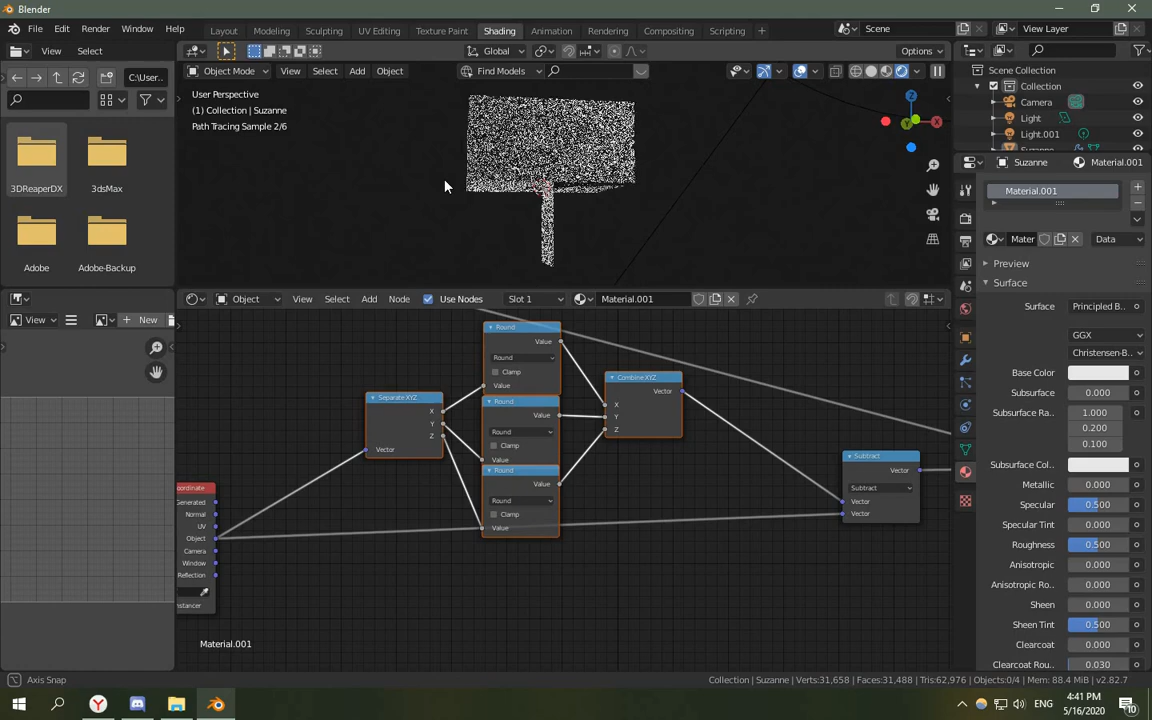 Blender
File Edit Render Window Help Layout Modeling Sculpting UV Editing Texture Paint Shading Animation Rendering Compositing Scripting Scene View Layer
View Select Global Options
C:\User..
Object Mode View Select Add Object Find Models
User Perspective
(1) Collection | Suzanne
Path Tracing Sample 2/6
3DReaperDX 3dsMax
Adobe Adobe-Backup
X Y
Scene Collection
Collection
Camera
Light
Light.001
Suzanne
Suzanne Material.001
Material.001
Mater Data
Preview
Surface
Surface Principled B..
GGX
Christensen-B..
Base Color
Subsurface 0.000
Subsurface Ra.. 1.000
0.200
0.100
Subsurface Col..
Metallic 0.000
Specular 0.500
Specular Tint 0.000
Roughness 0.500
Anisotropic 0.000
Anisotropic Ro.. 0.000
Sheen 0.000
Sheen Tint 0.500
Clearcoat 0.000
Clearcoat Rou.. 0.030
View New
Object View Select Add Node Use Nodes Slot 1 Material.001
oordinate
Generated
Normal
UV
Object
Camera
Window
Reflection
nstancer
Separate XYZ
X
Y
Z
Vector
Round
Value
Round
Clamp
Value
Round
Value
Round
Clamp
Value
Round
Value
Round
Clamp
Value
Combine XYZ
Vector
X
Y
Z
Subtract
Vector
Subtract
Vector
Vector
Material.001
Axis Snap
Collection | Suzanne | Verts:31,658 | Faces:31,488 | Tris:62,976 | Objects:0/4 | Mem: 88.4 MiB | v2.82.7
ENG
4:41 PM
5/16/2020
10